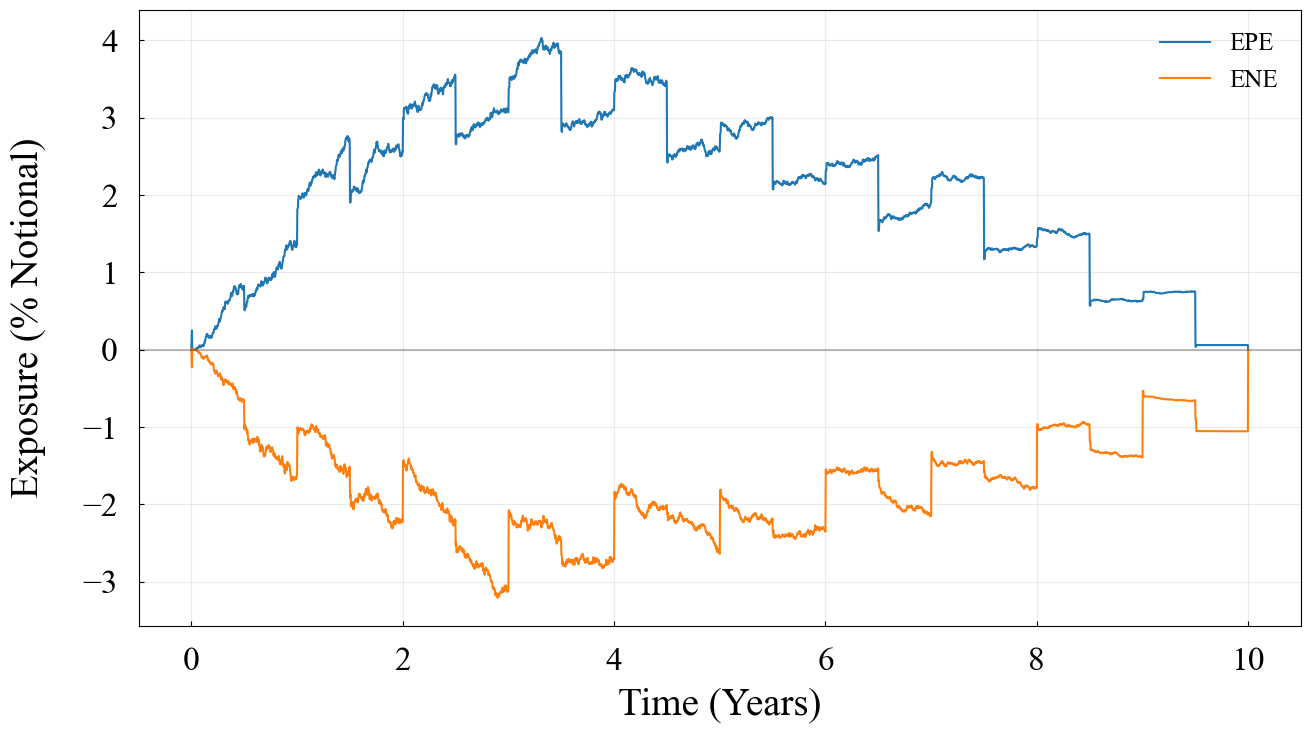 Exposure (% Notional)
4
3
2
1
0
−1
−2
−3
EPE
ENE
0 2 4 6 8 10
Time (Years)